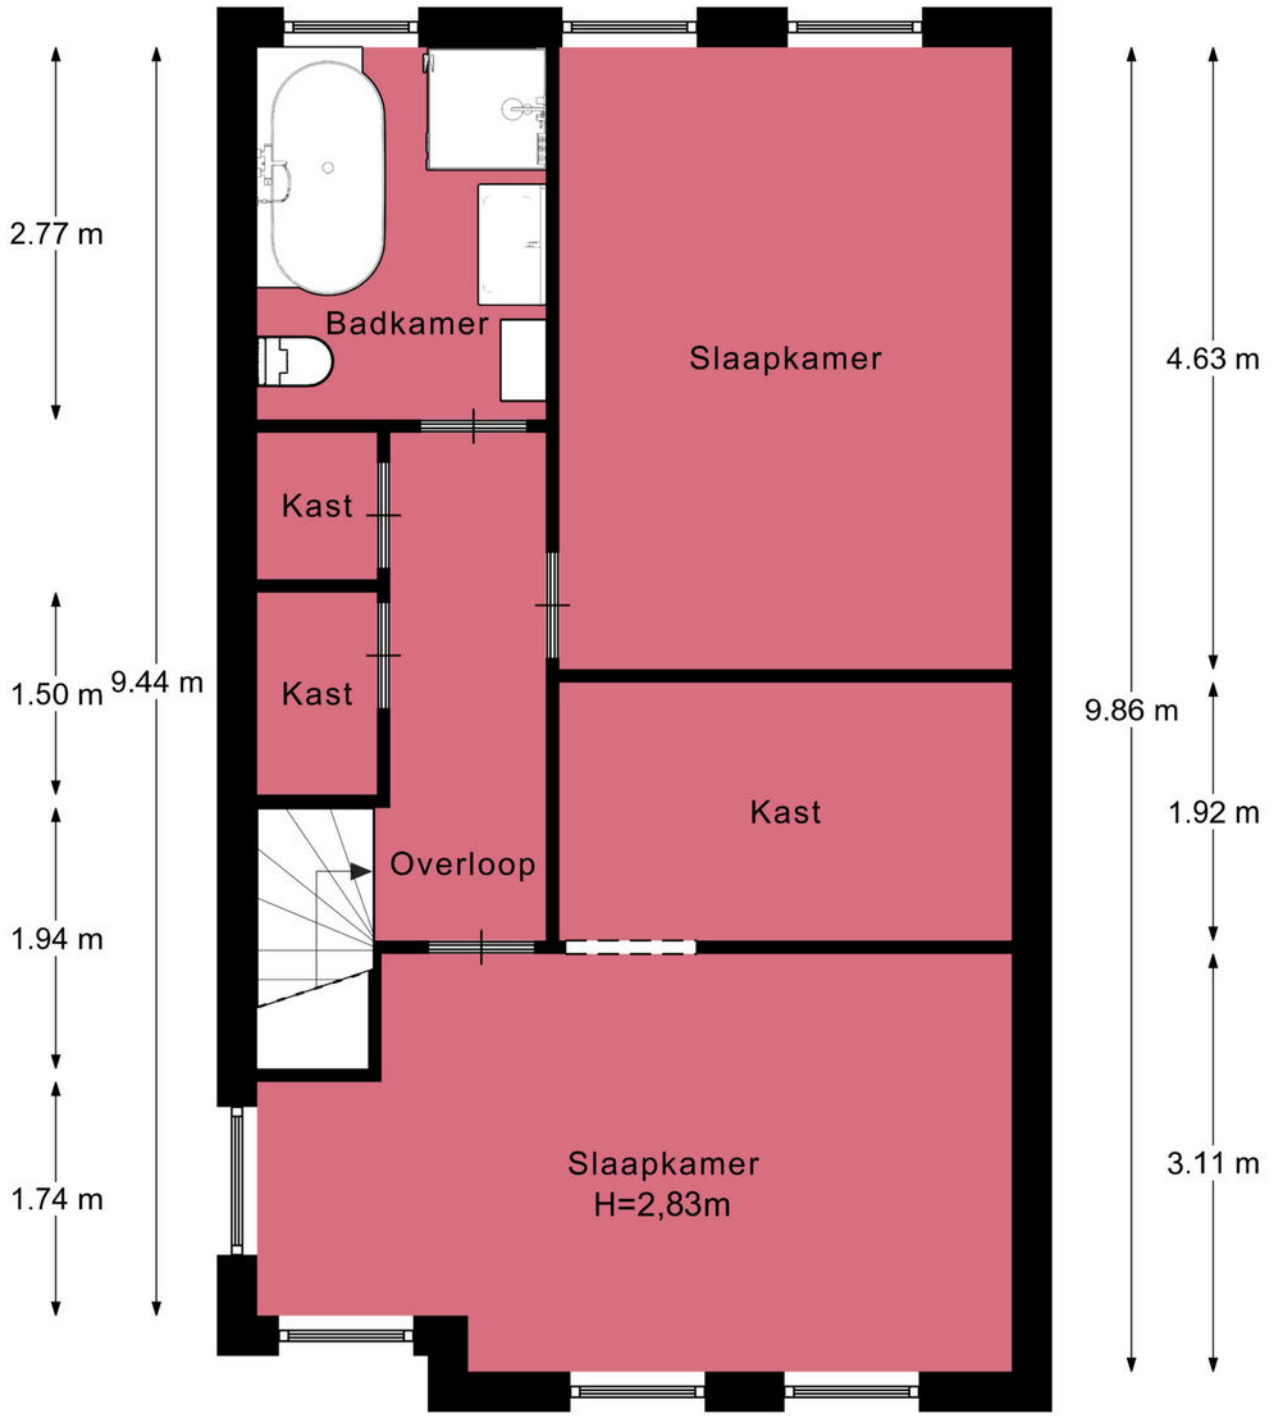 2.77 m
Badkamer
Slaapkamer
4.63 m
Kast
1.50 m
9.44 m
Kast
9.86 m
Kast
1.92 m
Overloop
1.94 m
Slaapkamer
H=2,83m
3.11 m
1.74 m